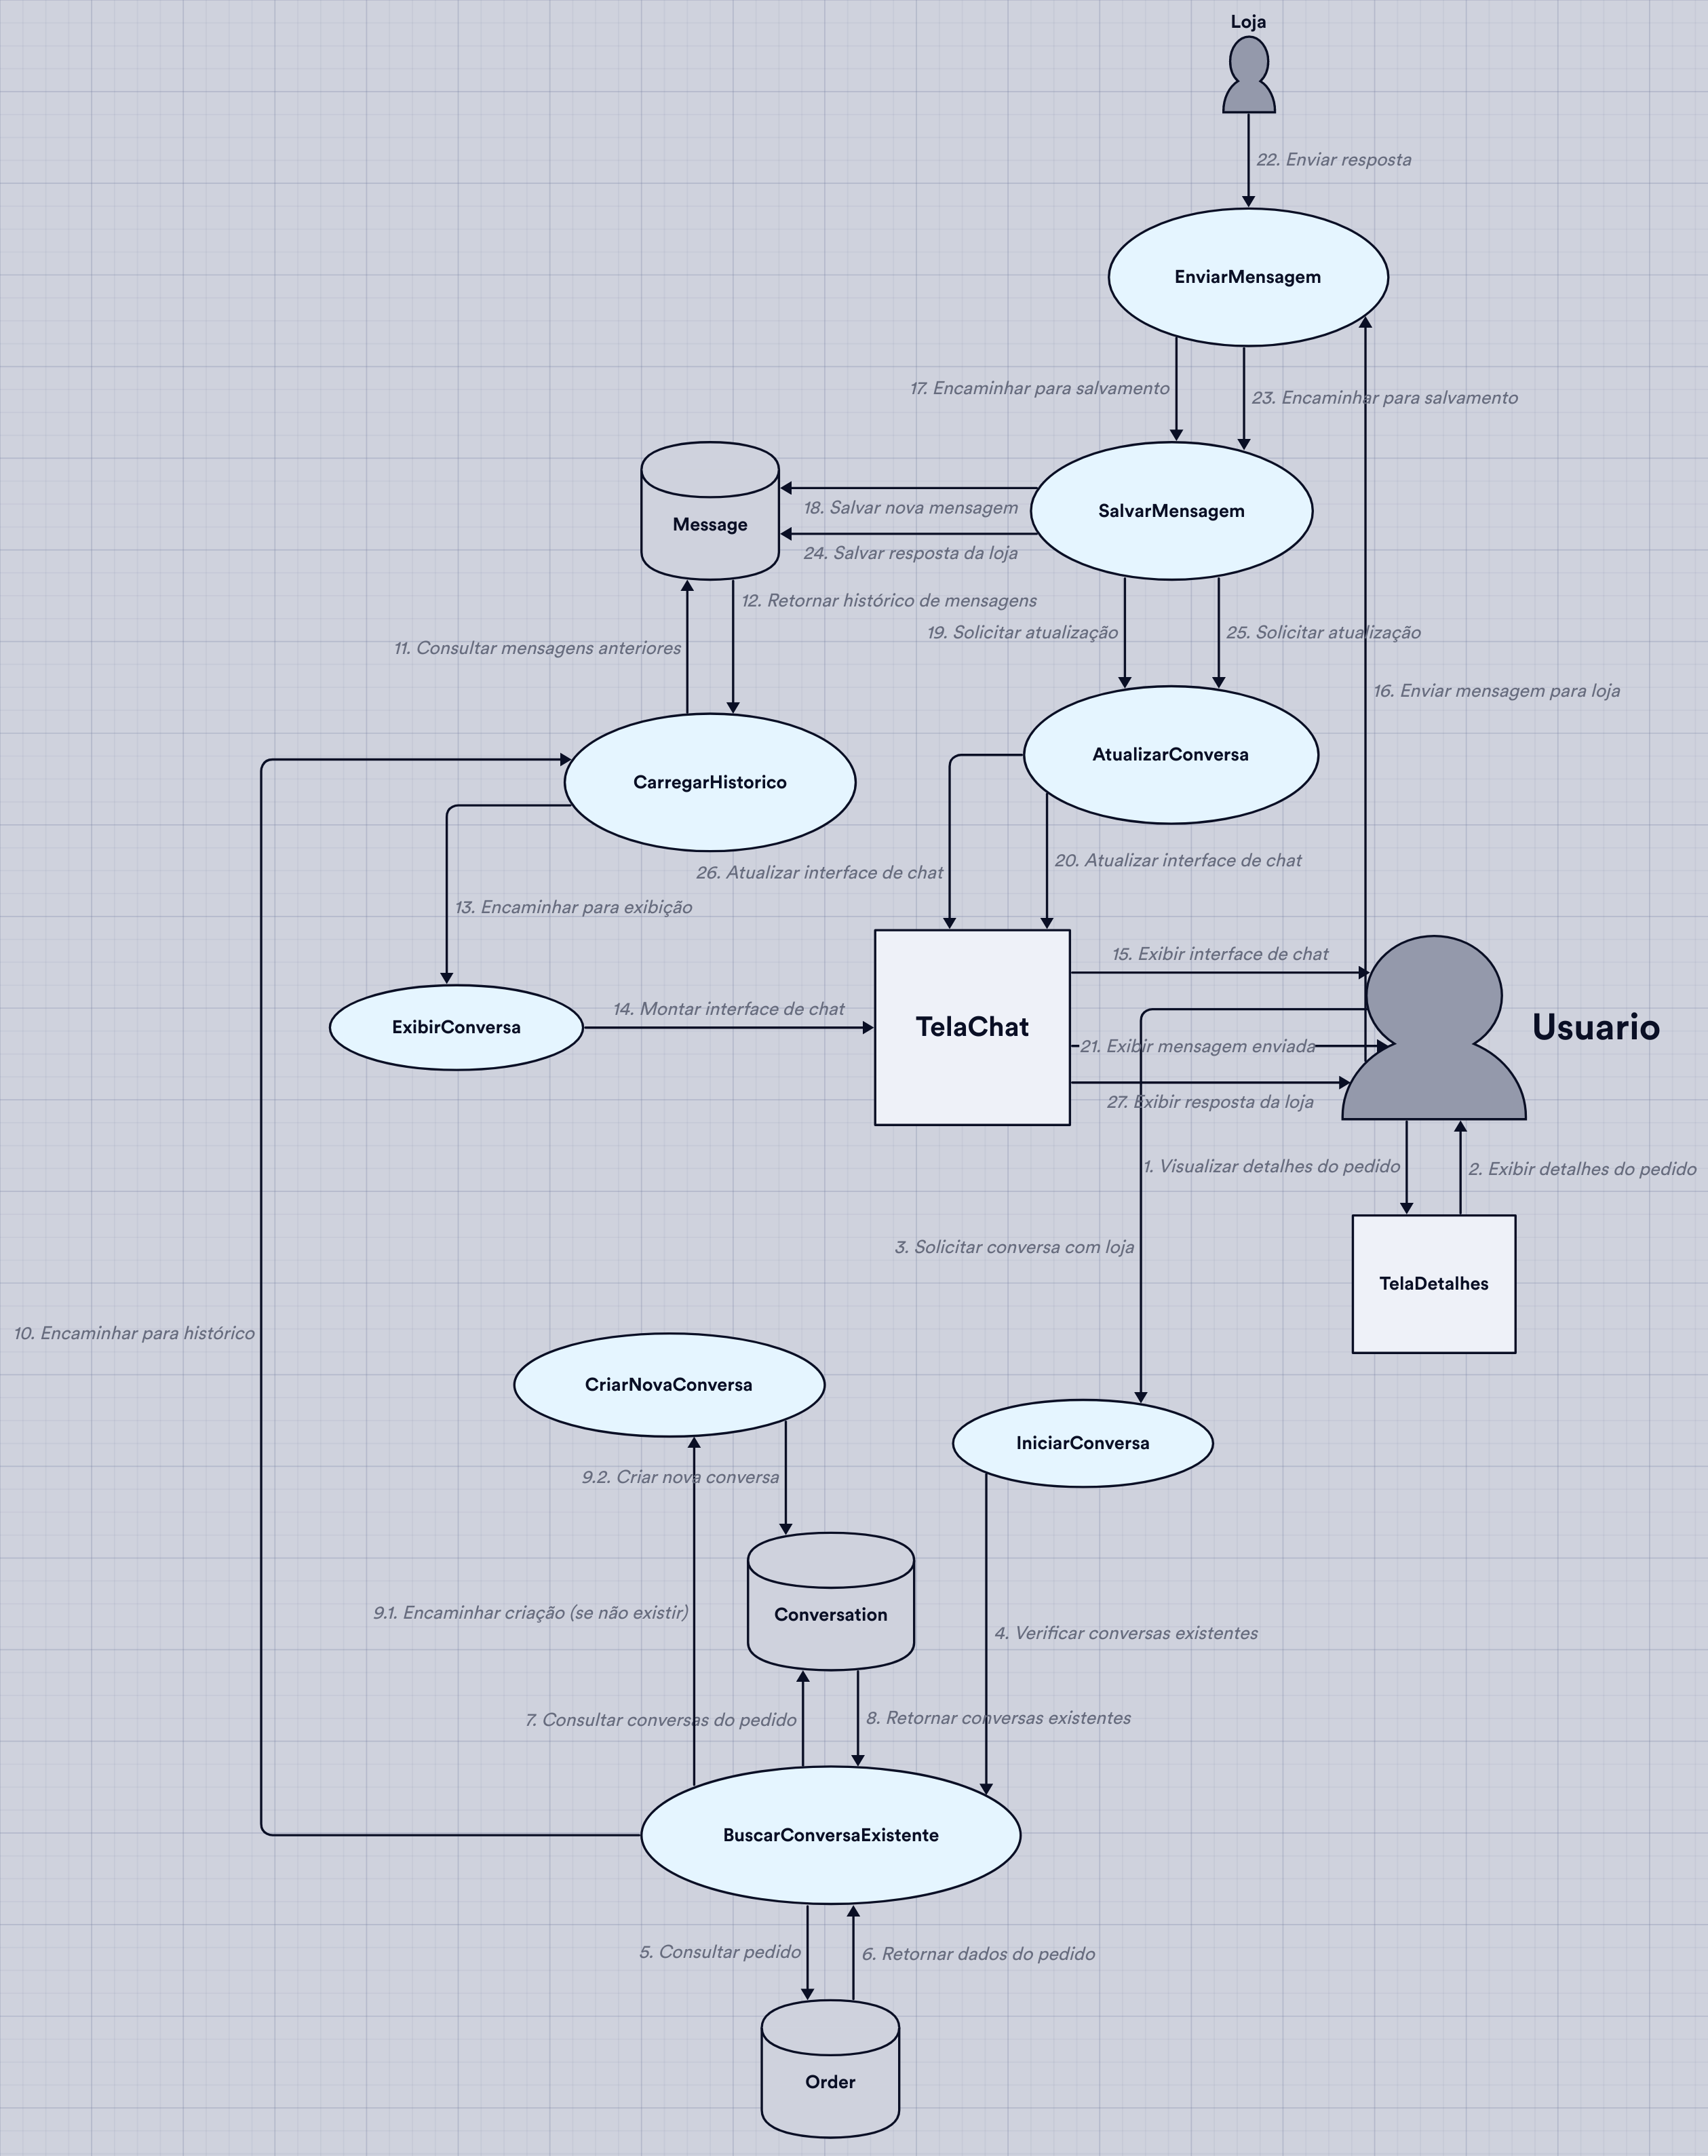 Loja
22. Enviar resposta
EnviarMensagem
17. Encaminhar para salvamento
23. Encaminhar para salvamento
Message
18. Salvar nova mensagem
SalvarMensagem
24. Salvar resposta da loja
12. Retornar histórico de mensagens
19. Solicitar atualização
25. Solicitar atualização
11. Consultar mensagens anteriores
16. Enviar mensagem para loja
CarregarHistorico
AtualizarConversa
26. Atualizar interface de chat
20. Atualizar interface de chat
13. Encaminhar para exibição
15. Exibir interface de chat
ExibirConversa
14. Montar interface de chat
TelaChat
Usuario
21. Exibir mensagem enviada
27. Exibir resposta da loja
1. Visualizar detalhes do pedido
2. Exibir detalhes do pedido
3. Solicitar conversa com loja
TelaDetalhes
10. Encaminhar para histórico
CriarNovaConversa
IniciarConversa
9.2. Criar nova conversa
9.1. Encaminhar criação (se não existir)
Conversation
4. Verificar conversas existentes
7. Consultar conversas do pedido
8. Retornar conversas existentes
BuscarConversaExistente
5. Consultar pedido
6. Retornar dados do pedido
Order